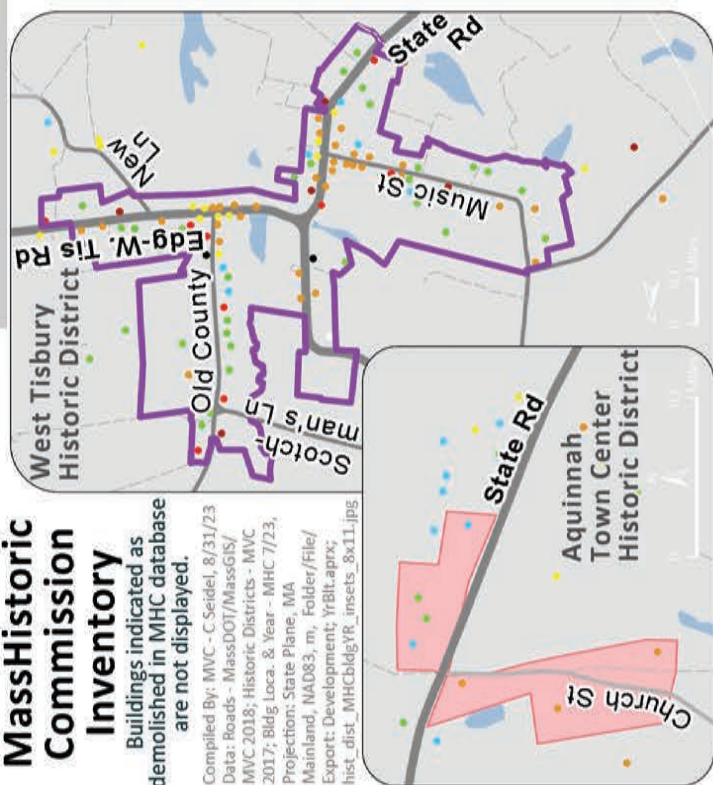 MassHistoric
Commission
Inventory
Buildings indicated as
demolished in MHC database
are not displayed.
Compiled By: MVC - C Seidel, 8/31/23
Data: Roads - MassDOT/MassGIS/
MVC 2018; Historic Districts - MVC
2017; Bldg Loca. & Year - MHC 7/23,
Projection: State Plane, MA
Mainland, NAD83, m, Folder/File/
Export: Development; YrBlt.aprx;
hist_dist_MHCbldgYR_insets_8x11.jpg
West Tisbury
Historic District
New
Ln
Edg-W. Tis Rd
Old County
Scotch-
man's Ln
State
Rd
Music St
State Rd
Aquinnah
Town Center
Historic District
Church St